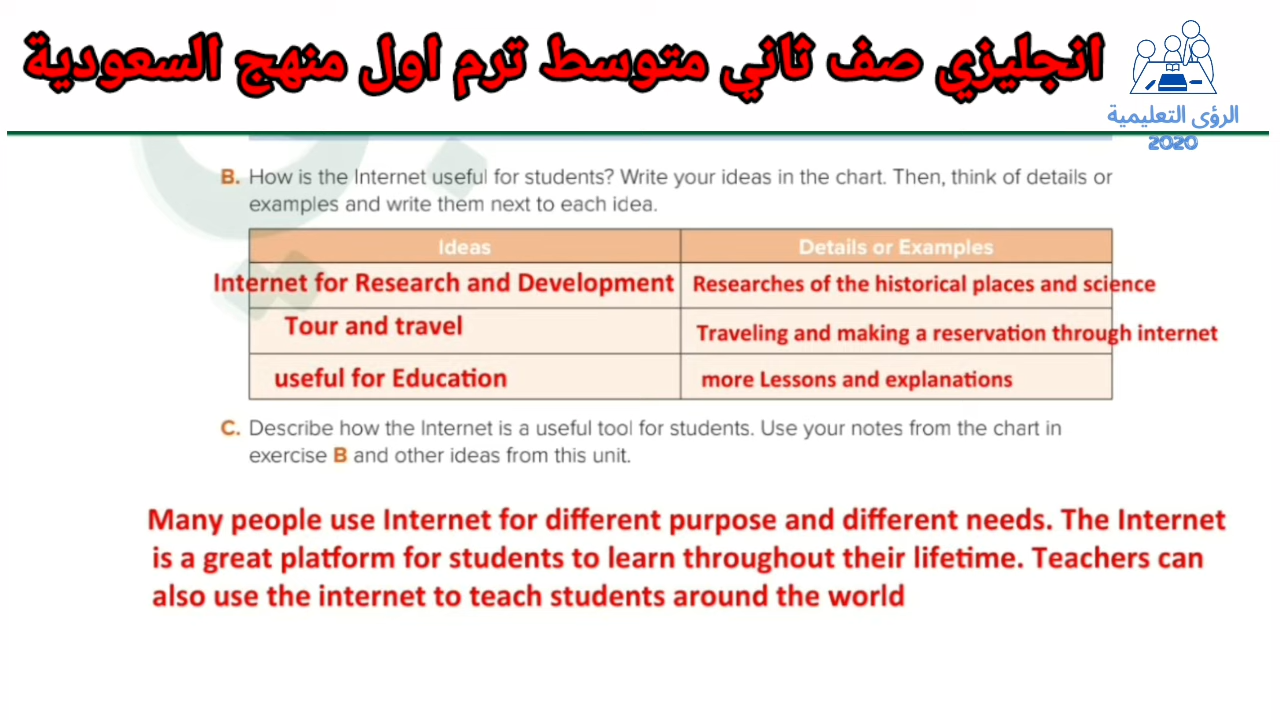 انجليزي صف ثاني متوسط ترم اول منهج السعودية
الرؤى التعليمية
2020
B. How is the Internet useful for students? Write your ideas in the chart. Then, think of details or
examples and write them next to each idea.
Ideas Details or Examples
Internet for Research and Development Researches of the historical places and science
Tour and travel Traveling and making a reservation through internet
useful for Education more Lessons and explanations
C. Describe how the Internet is a useful tool for students. Use your notes from the chart in
exercise B and other ideas from this unit.
Many people use Internet for different purpose and different needs. The Internet
is a great platform for students to learn throughout their lifetime. Teachers can
also use the internet to teach students around the world